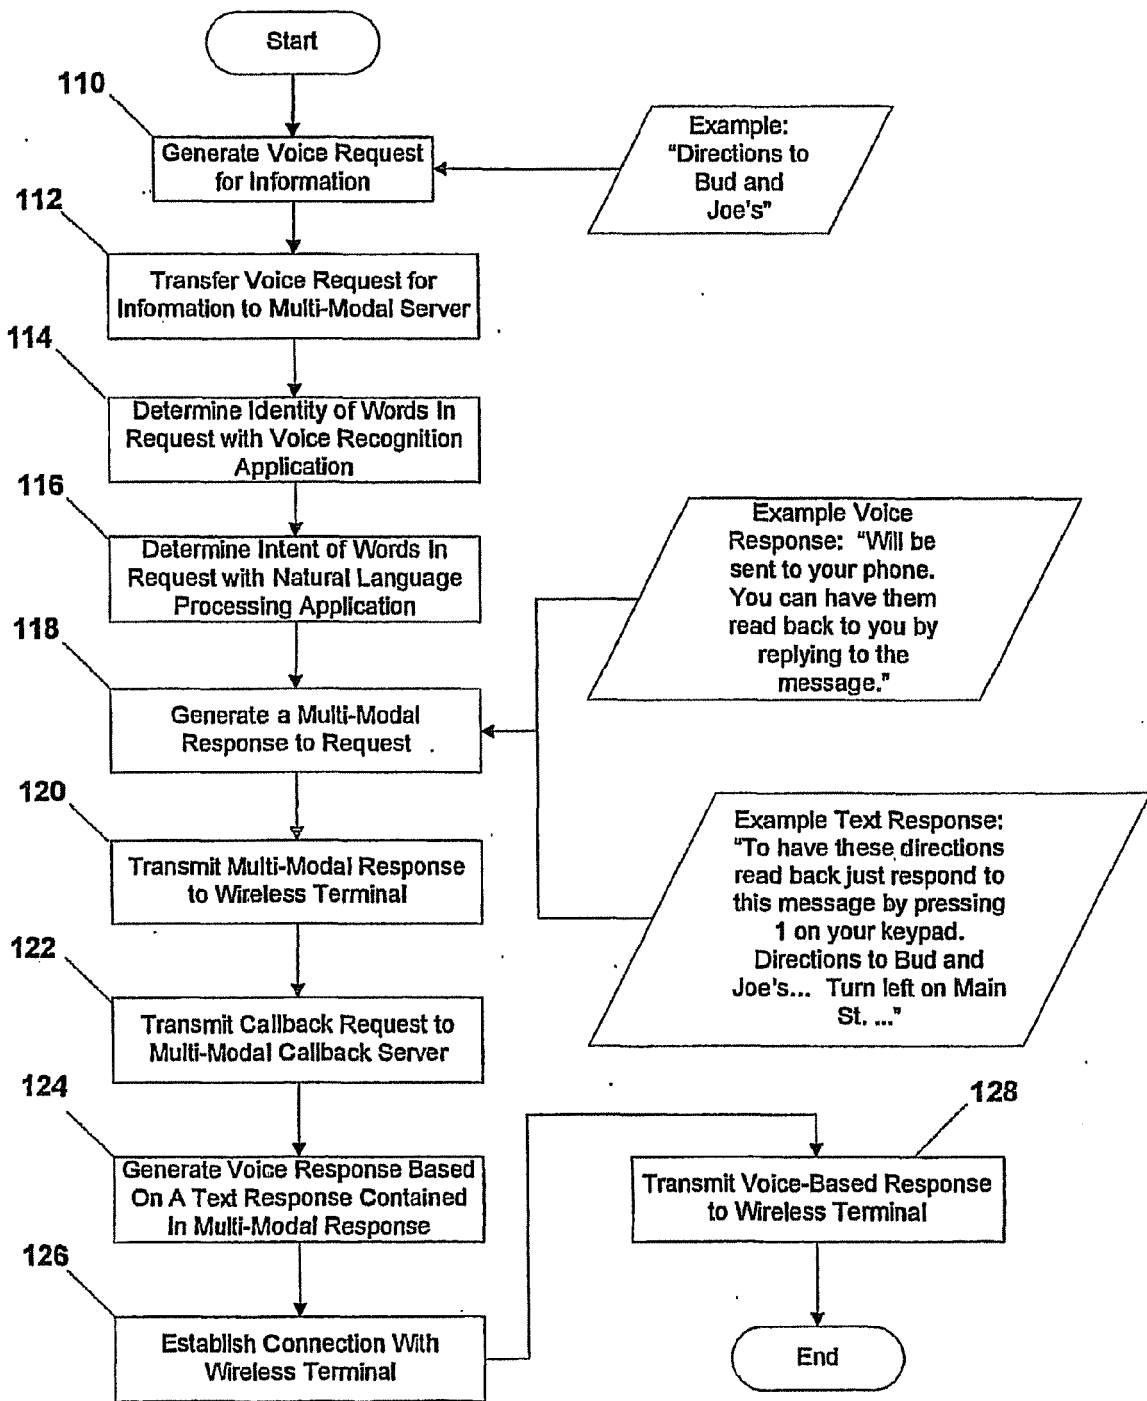 Start
110
Generate Voice Request
for Information
Example:
"Directions to
Bud and
Joe's"
112
Transfer Voice Request for
Information to Multi-Modal Server
114
Determine Identity of Words In
Request with Voice Recognition
Application
116
Determine Intent of Words In
Request with Natural Language
Processing Application
Example Voice
Response: "Will be
sent to your phone.
You can have them
read back to you by
replying to the
message."
118
Generate a Multi-Modal
Response to Request
120
Transmit Multi-Modal Response
to Wireless Terminal
Example Text Response:
"To have these directions
read back just respond to
this message by pressing
1 on your keypad.
Directions to Bud and
Joe's... Turn left on Main
St. ..."
122
Transmit Callback Request to
Multi-Modal Callback Server
124
Generate Voice Response Based
On A Text Response Contained
In Multi-Modal Response
126
Establish Connection With
Wireless Terminal
128
Transmit Voice-Based Response
to Wireless Terminal
End